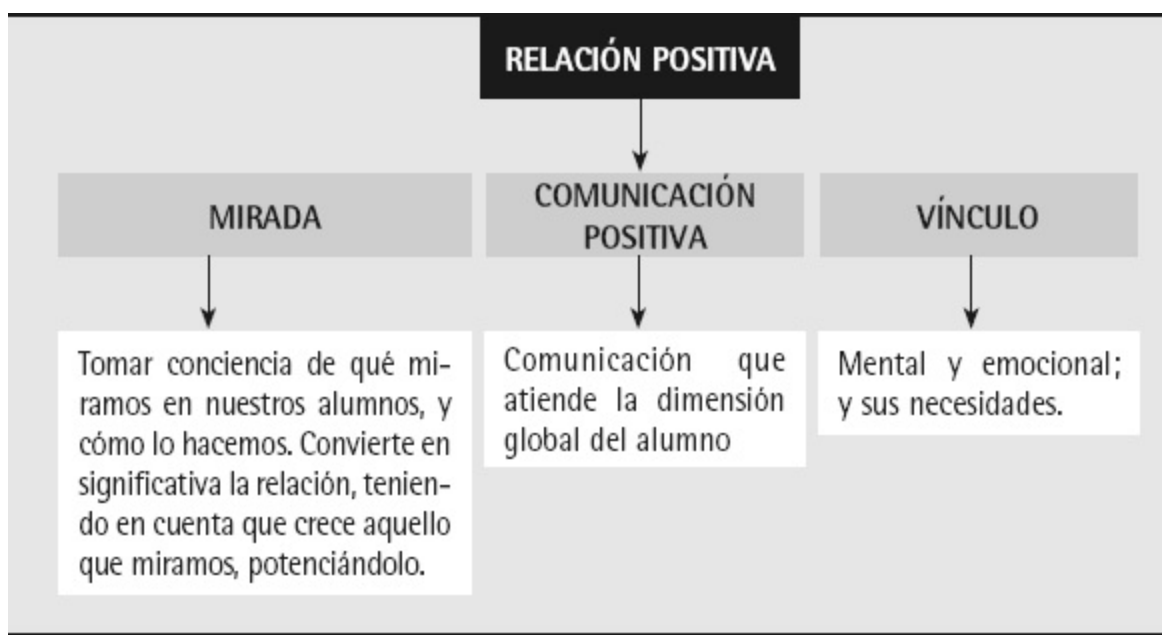 RELACIÓN POSITIVA
MIRADA
COMUNICACIÓN
POSITIVA
VÍNCULO
Tomar conciencia de qué mi-
ramos en nuestros alumnos, y
cómo lo hacemos. Convierte en
significativa la relación, tenien-
do en cuenta que crece aquello
que miramos, potenciándolo.
Comunicación que
atiende la dimensión
global del alumno
Mental y emocional;
y sus necesidades.